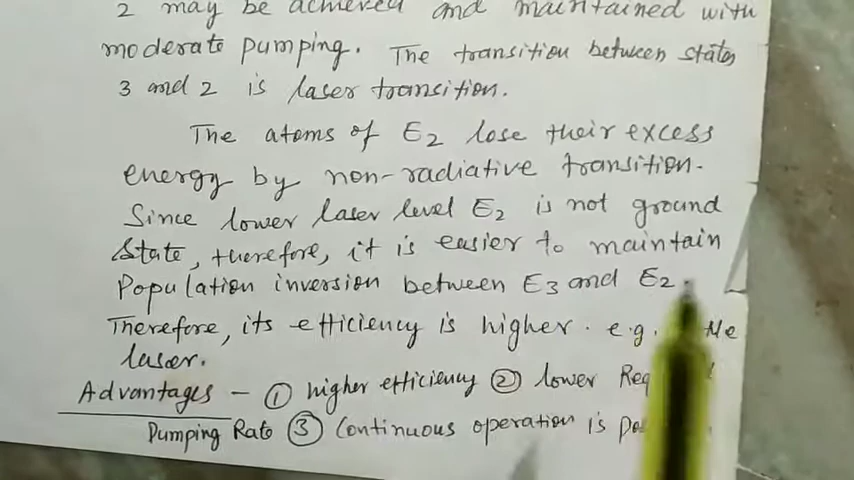 2 may be achieved and maintained with
moderate pumping. The transition between states
3 and 2 is laser transition.
The atoms of E2 lose their excess
energy by non-radiative transition.
Since lower laser level E2 is not ground
State, therefore, it is easier to maintain
Population inversion between E3 and E2.
Therefore, its efficiency is higher. e.g.
laser.
Advantages - ① higher efficiency ② lower
Pumping Rate ③ Continuous operation is